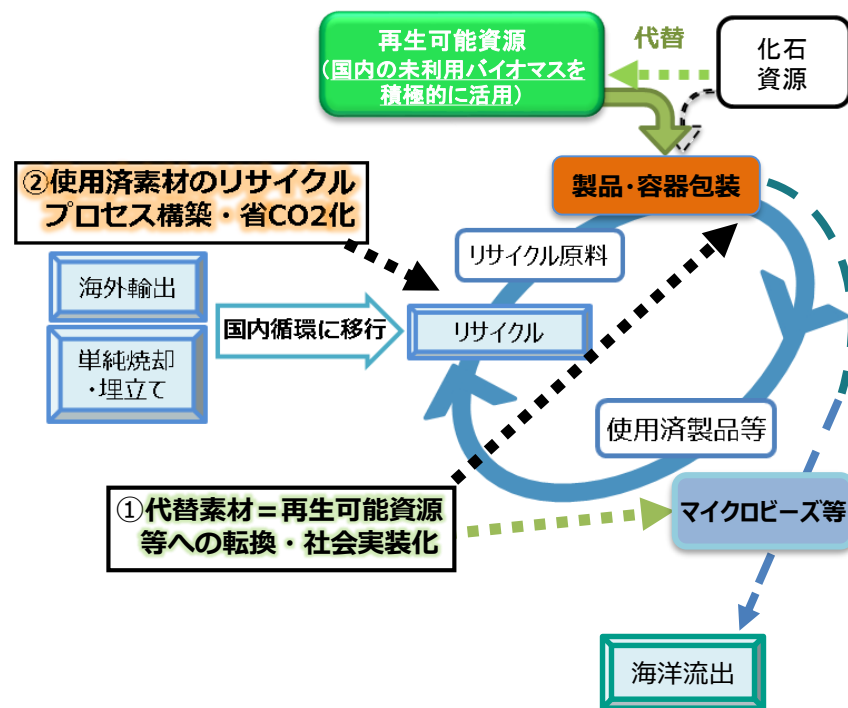 再生可能資源
(国内の未利用バイオマスを
積極的に活用)
代替
化石
資源
製品・容器包装
②使用済素材のリサイクル
プロセス構築・省CO2化
リサイクル原料
海外輸出
国内循環に移行
リサイクル
単純焼却
・埋立て
使用済製品等
①代替素材＝再生可能資源
等への転換・社会実装化
マイクロビーズ等
海洋流出